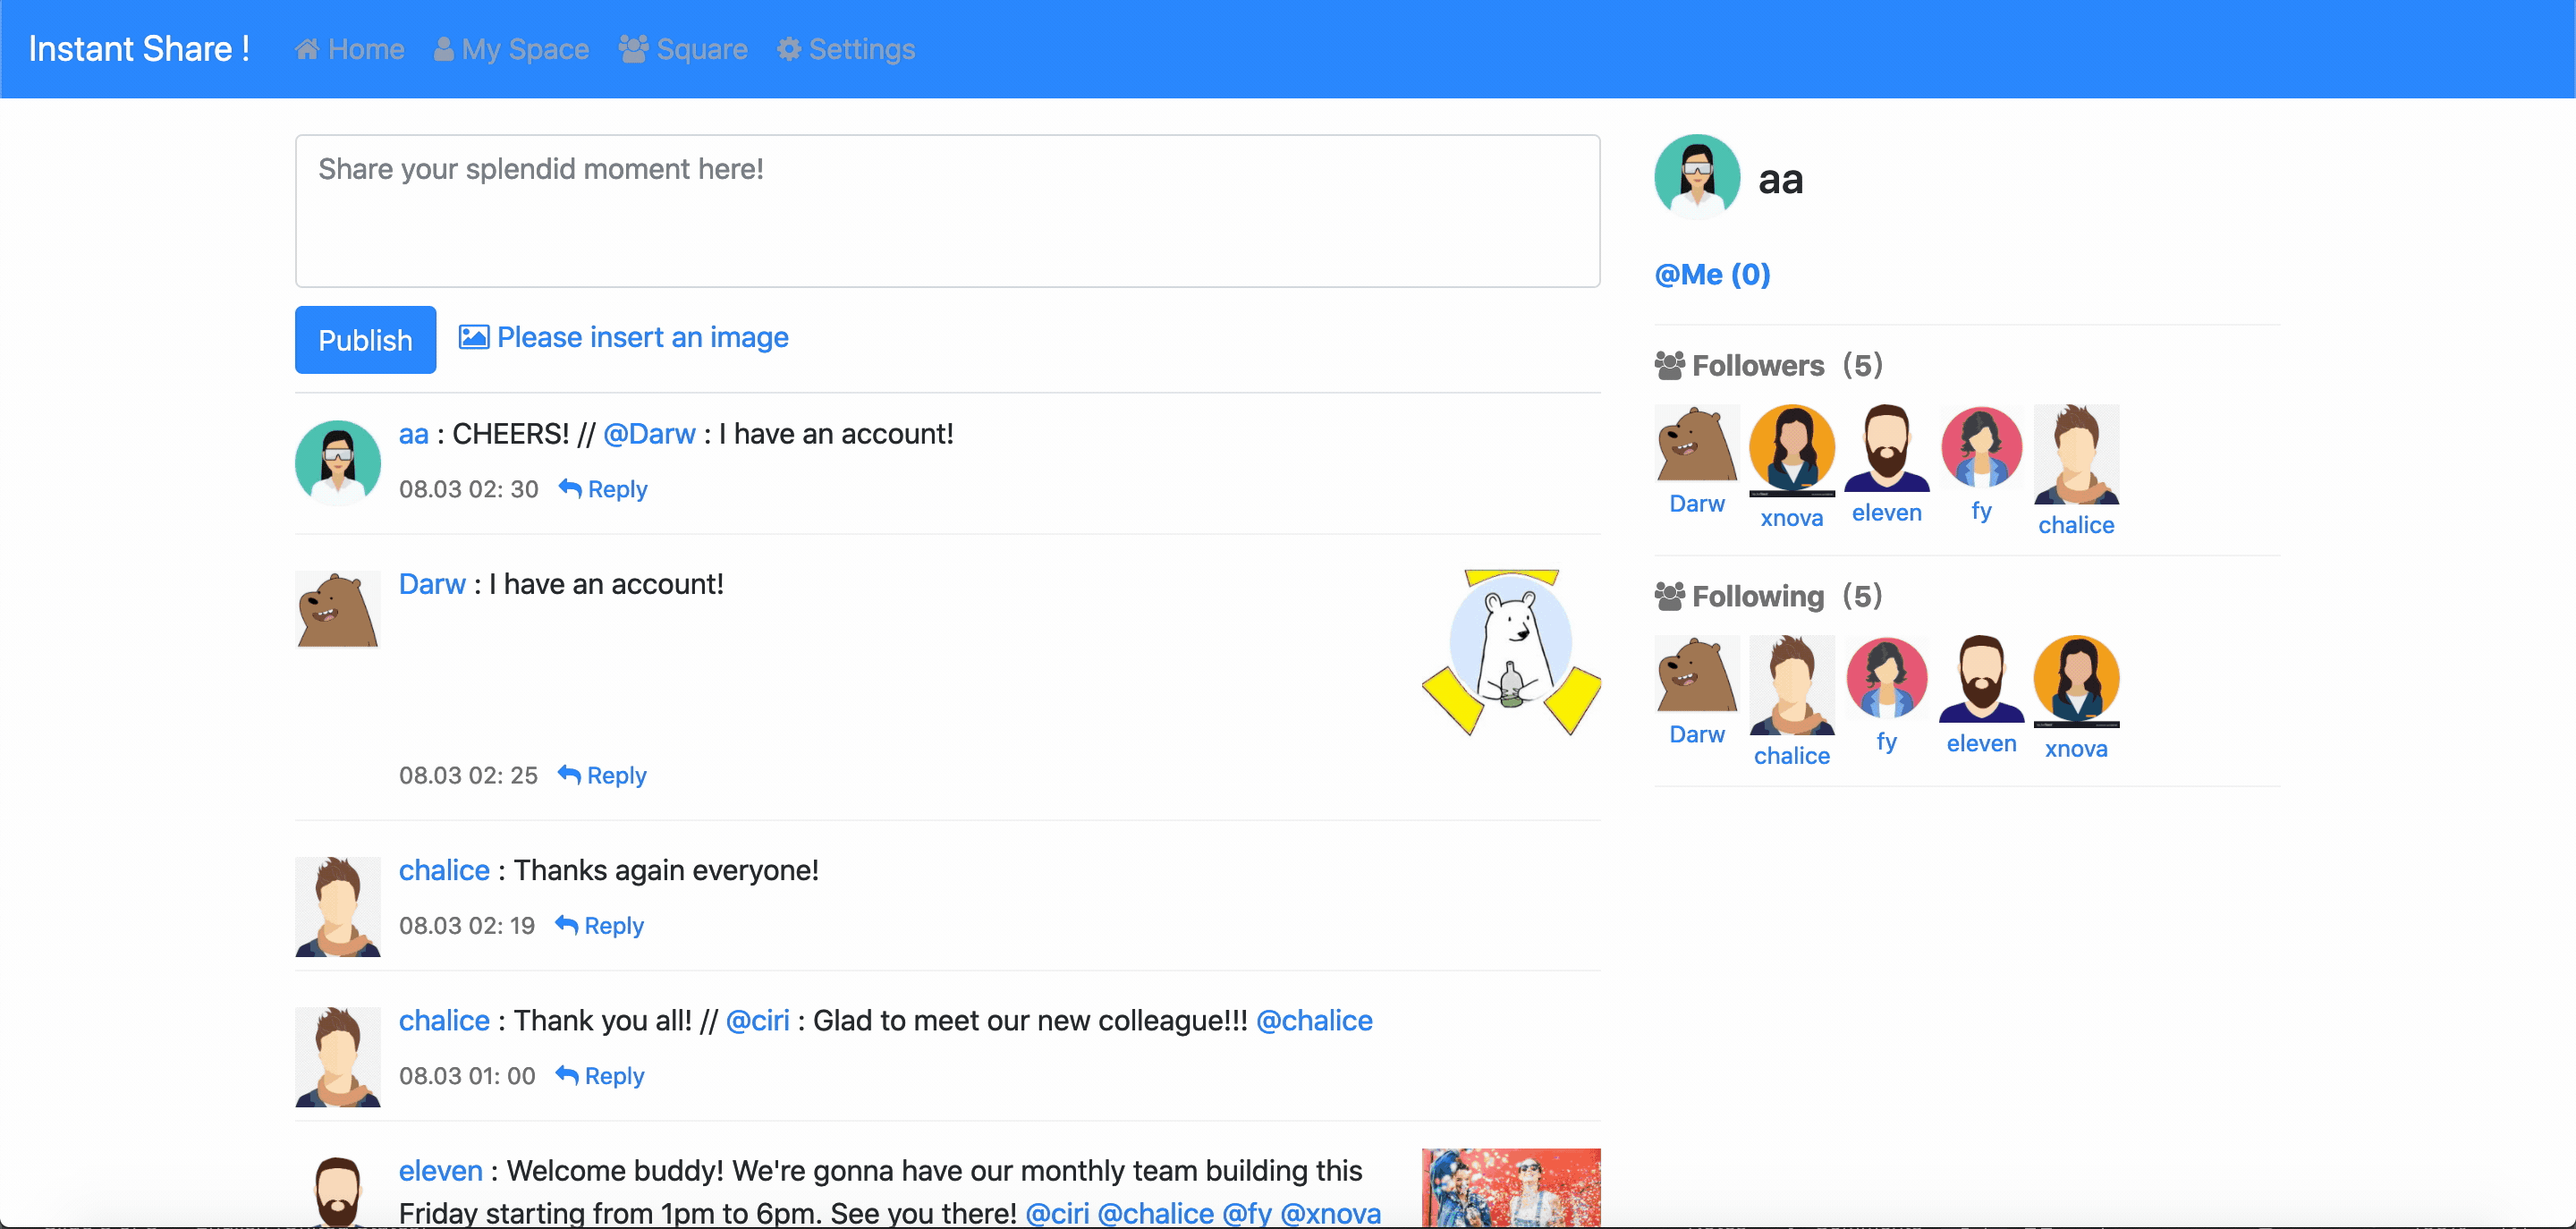 Instant Share !
Home
My Space
Square
Settings
Share your splendid moment here!
Publish
Please insert an image
aa : CHEERS! // @Darw : I have an account!
08.03 02: 30 Reply
Darw : I have an account!
08.03 02: 25 Reply
chalice : Thanks again everyone!
08.03 02: 19 Reply
chalice : Thank you all! // @ciri : Glad to meet our new colleague!!! @chalice
08.03 01: 00 Reply
eleven : Welcome buddy! We're gonna have our monthly team building this
Friday starting from 1pm to 6pm. See you there! @ciri @chalice @fy @xnova
aa
@Me (0)
Followers (5)
Darw
xnova
eleven
fy
chalice
Following (5)
Darw
chalice
fy
eleven
xnova